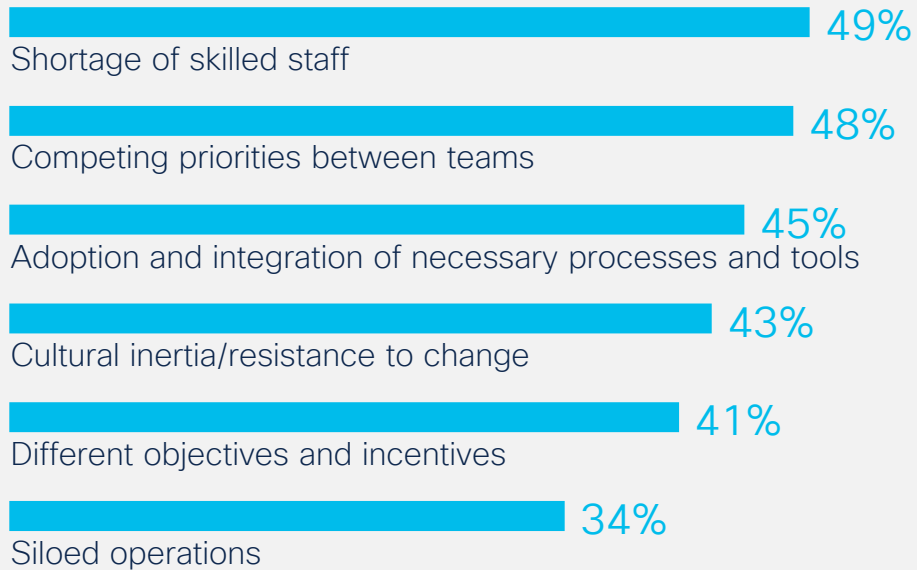 49%
Shortage of skilled staff
48%
Competing priorities between teams
45%
Adoption and integration of necessary processes and tools
43%
Cultural inertia/resistance to change
41%
Different objectives and incentives
34%
Siloed operations